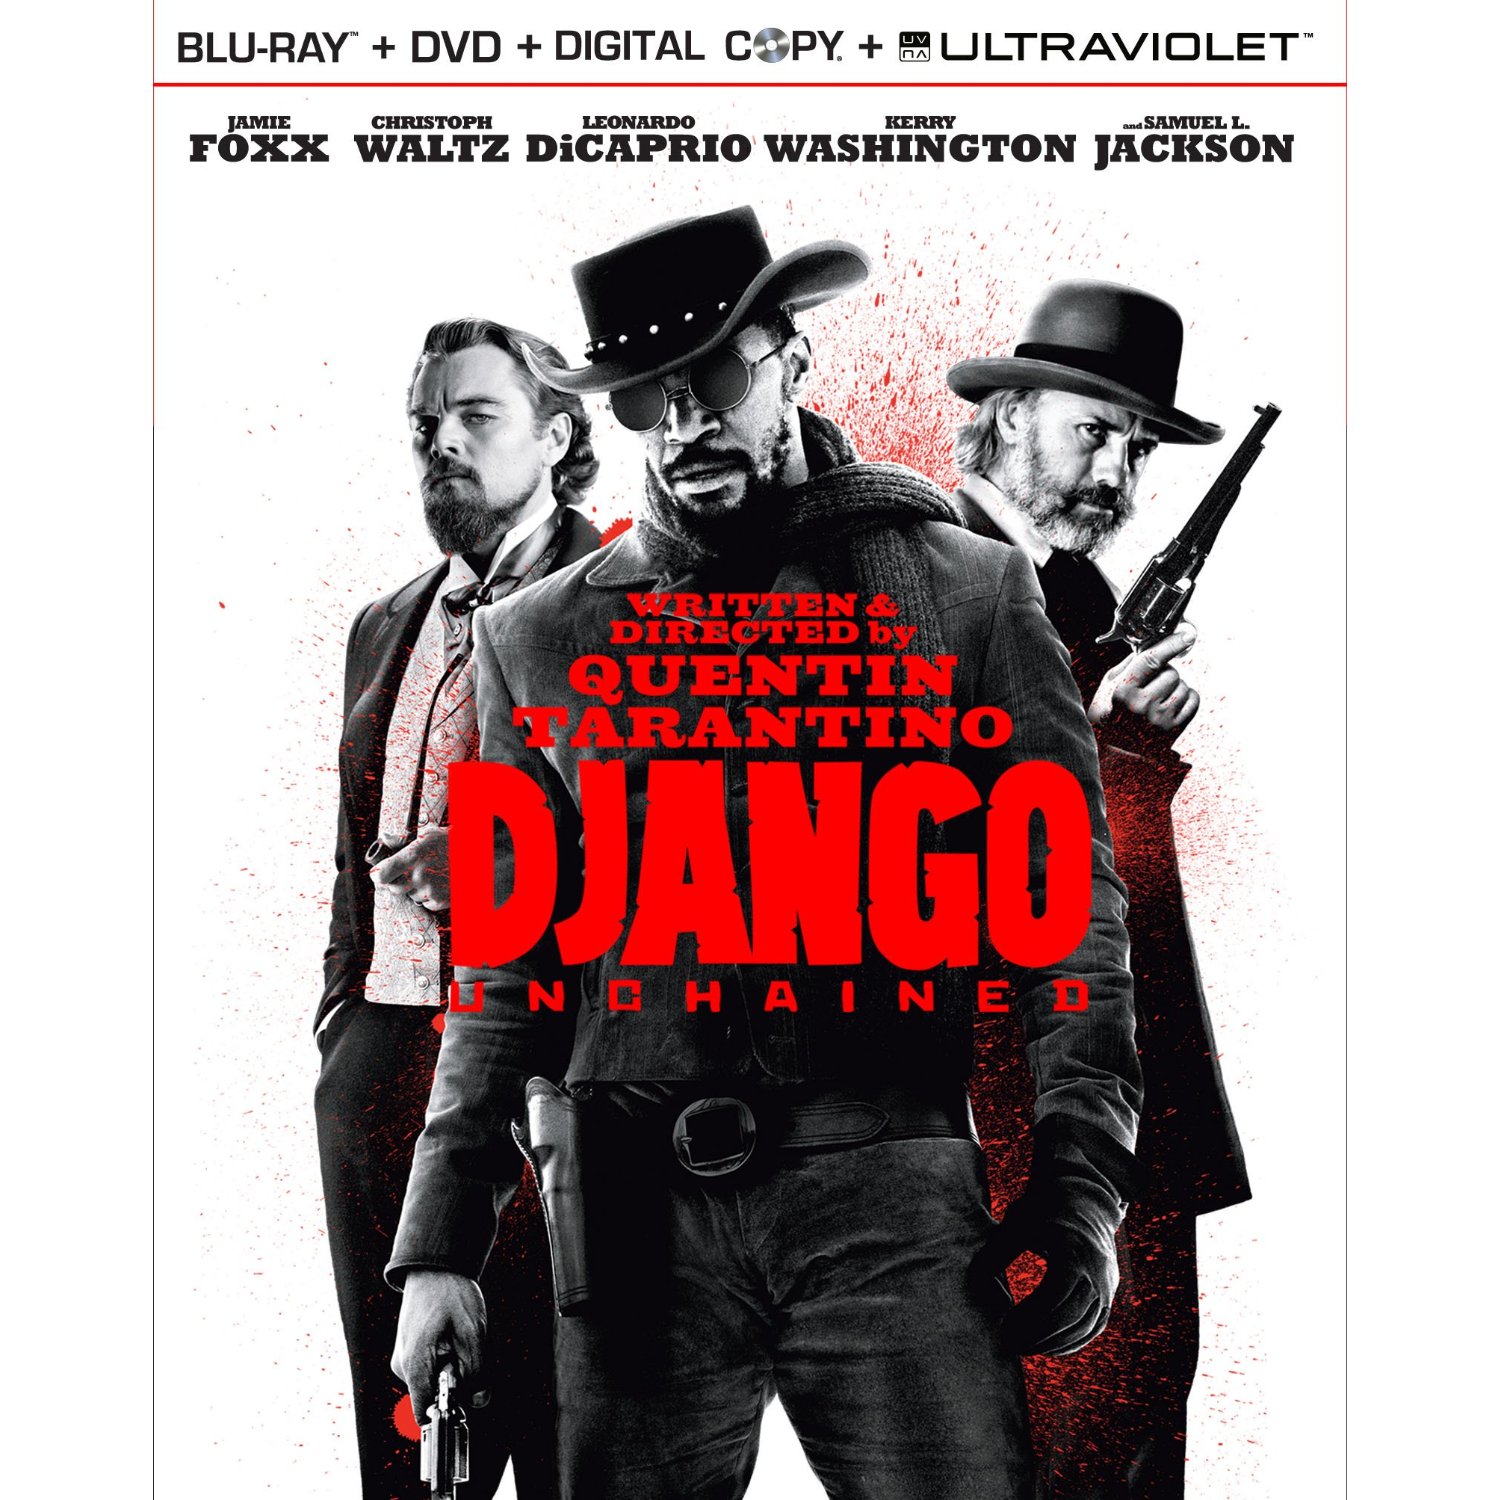 BLU-RAY™ + DVD + DIGITAL COPY® + UV ULTRAVIOLET™
JAMIE FOXX
CHRISTOPH WALTZ
LEONARDO DiCAPRIO
KERRY WASHINGTON
and SAMUEL L. JACKSON
WRITTEN &
DIRECTED by
QUENTIN
TARANTINO
DJANGO
UNCHAINED